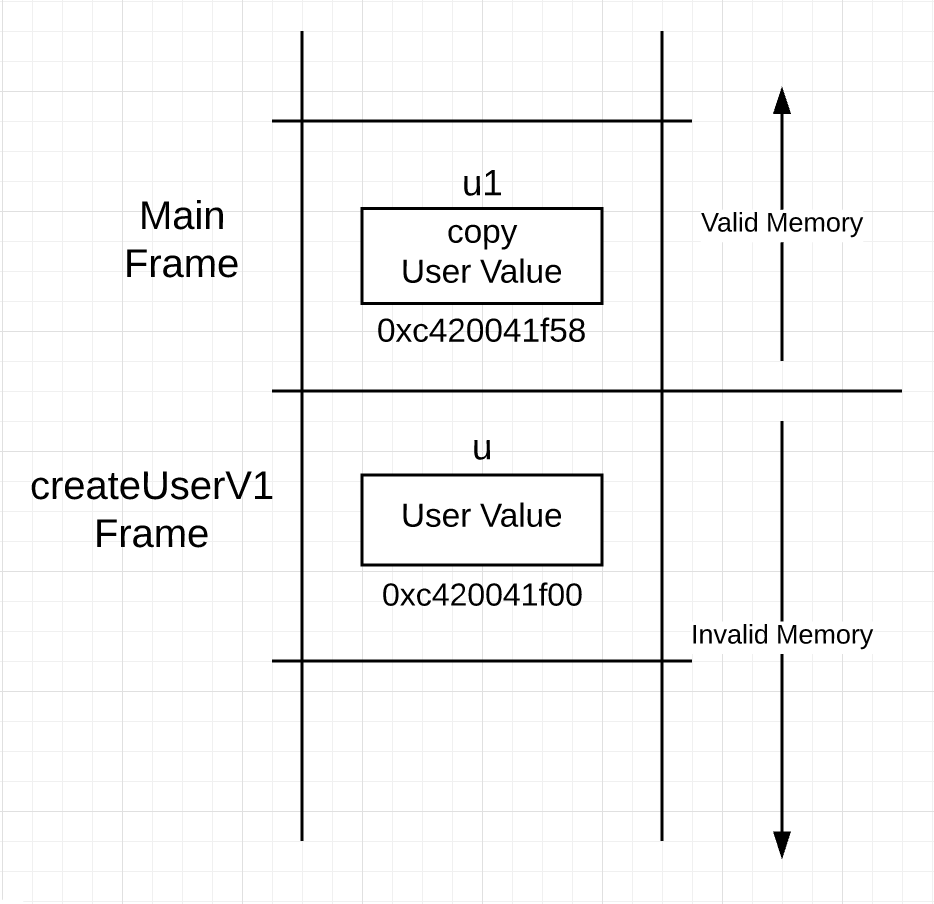 u1
Main
Frame
copy
User Value
Valid Memory
0xc420041f58
u
createUserV1
Frame
User Value
0xc420041f00
Invalid Memory